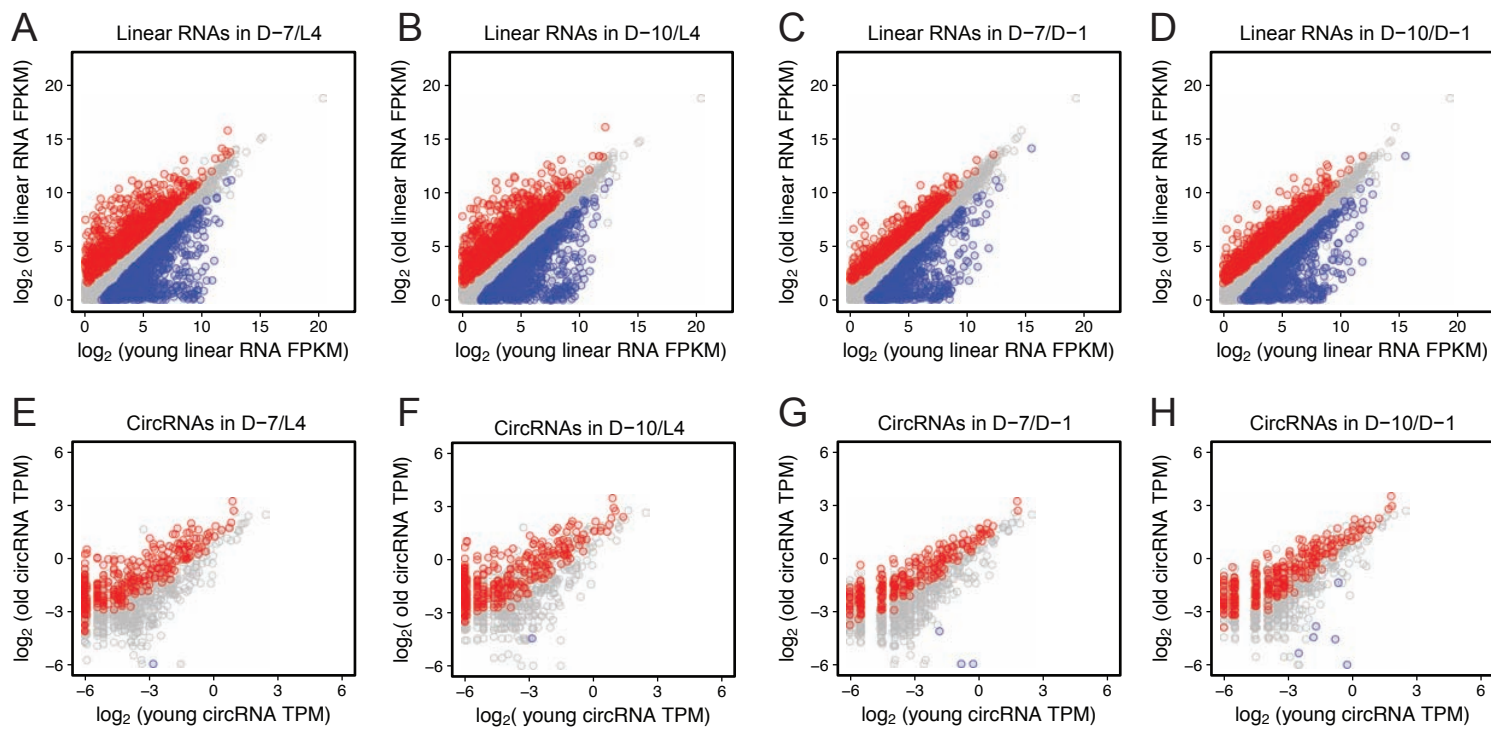 A
Linear RNAs in D−7/L4
log2 (old linear RNA FPKM)
20
15
10
5
0
0 5 10 15 20
log2 (young linear RNA FPKM)
B
Linear RNAs in D−10/L4
log2 (old linear RNA FPKM)
20
15
10
5
0
0 5 10 15 20
log2 (young linear RNA FPKM)
C
Linear RNAs in D−7/D−1
log2 (old linear RNA FPKM)
20
15
10
5
0
0 5 10 15 20
log2 (young linear RNA FPKM)
D
Linear RNAs in D−10/D−1
log2 (old linear RNA FPKM)
20
15
10
5
0
0 5 10 15 20
log2 (young linear RNA FPKM)
E
CircRNAs in D−7/L4
log2 (old circRNA TPM)
6
3
0
−3
−6
−6 −3 0 3 6
log2 (young circRNA TPM)
F
CircRNAs in D−10/L4
log2( old circRNA TPM)
6
3
0
−3
−6
−6 −3 0 3 6
log2( young circRNA TPM)
G
CircRNAs in D−7/D−1
log2 (old circRNA TPM)
6
3
0
−3
−6
−6 −3 0 3 6
log2 (young circRNA TPM)
H
CircRNAs in D−10/D−1
log2 (old circRNA TPM)
6
3
0
−3
−6
−6 −3 0 3 6
log2 (young circRNA TPM)